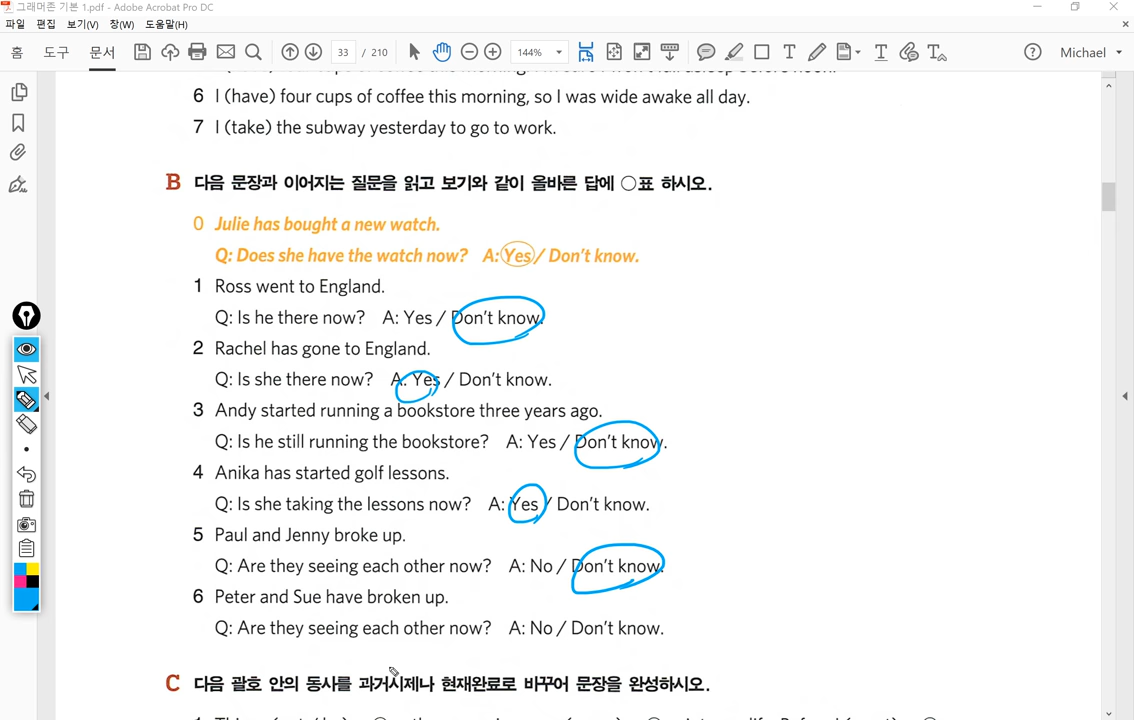 그래머존 기본 1.pdf - Adobe Acrobat Pro DC
파일 편집 보기(V) 창(W) 도움말(H)
홈 도구 문서 33 / 210 144% Michael
6 I (have) four cups of coffee this morning, so I was wide awake all day.
7 I (take) the subway yesterday to go to work.
B 다음 문장과 이어지는 질문을 읽고 보기와 같이 올바른 답에 ○표 하시오.
0 Julie has bought a new watch.
Q: Does she have the watch now? A: Yes / Don't know.
1 Ross went to England.
Q: Is he there now? A: Yes / Don't know.
2 Rachel has gone to England.
Q: Is she there now? A: Yes / Don't know.
3 Andy started running a bookstore three years ago.
Q: Is he still running the bookstore? A: Yes / Don't know.
4 Anika has started golf lessons.
Q: Is she taking the lessons now? A: Yes / Don't know.
5 Paul and Jenny broke up.
Q: Are they seeing each other now? A: No / Don't know.
6 Peter and Sue have broken up.
Q: Are they seeing each other now? A: No / Don't know.
C 다음 괄호 안의 동사를 과거시제나 현재완료로 바꾸어 문장을 완성하시오.